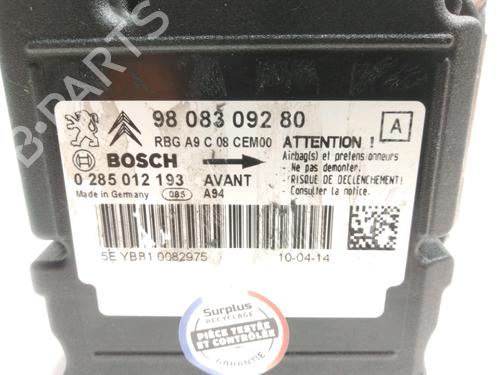 B-PARTS
98 083 092 80
RBG A9 C 08 CEM00
A
BOSCH
ATTENTION !
Airbag(s) et pretensionneurs
Ne pas demonter.
RISQUE DE DECLENCHEMENT!
Consulter la notice.
0 285 012 193 AVANT
Made in Germany 085 A94
5E YBR1 0082975
10-04-14
Surplus
RECYCLAGE
PIÈCE TESTÉE
ET CONTRÔLÉE
GARANTIE